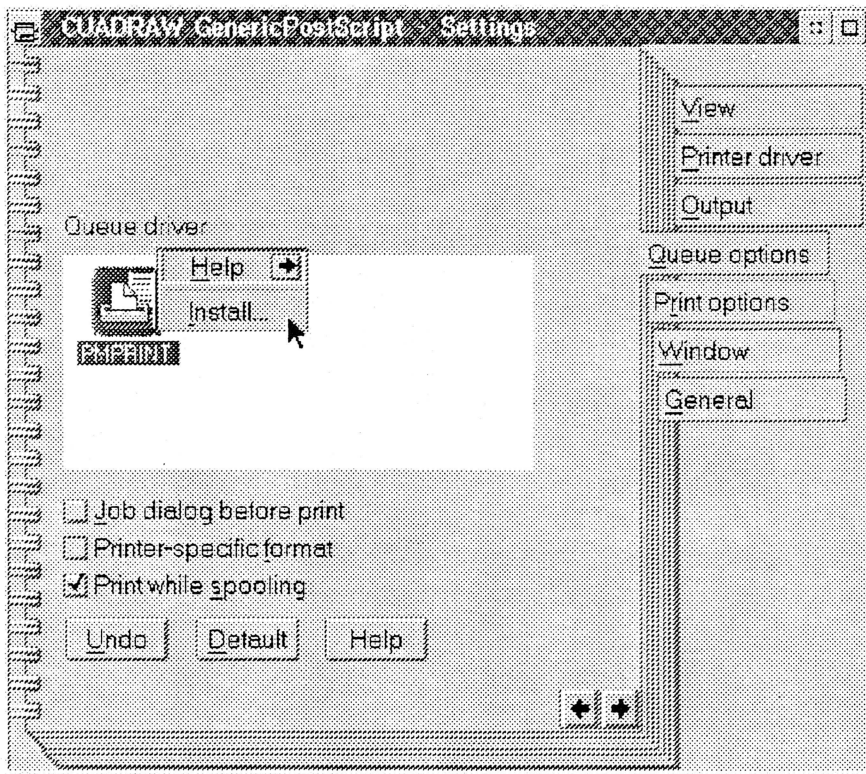 CUADRAW GenericPostScript - Settings
View
Printer driver
Output
Queue options
Print options
Window
General
Queue driver
Help
Install...
PMPRINT
Job dialog before print
Printer-specific format
Print while spooling
Undo
Default
Help